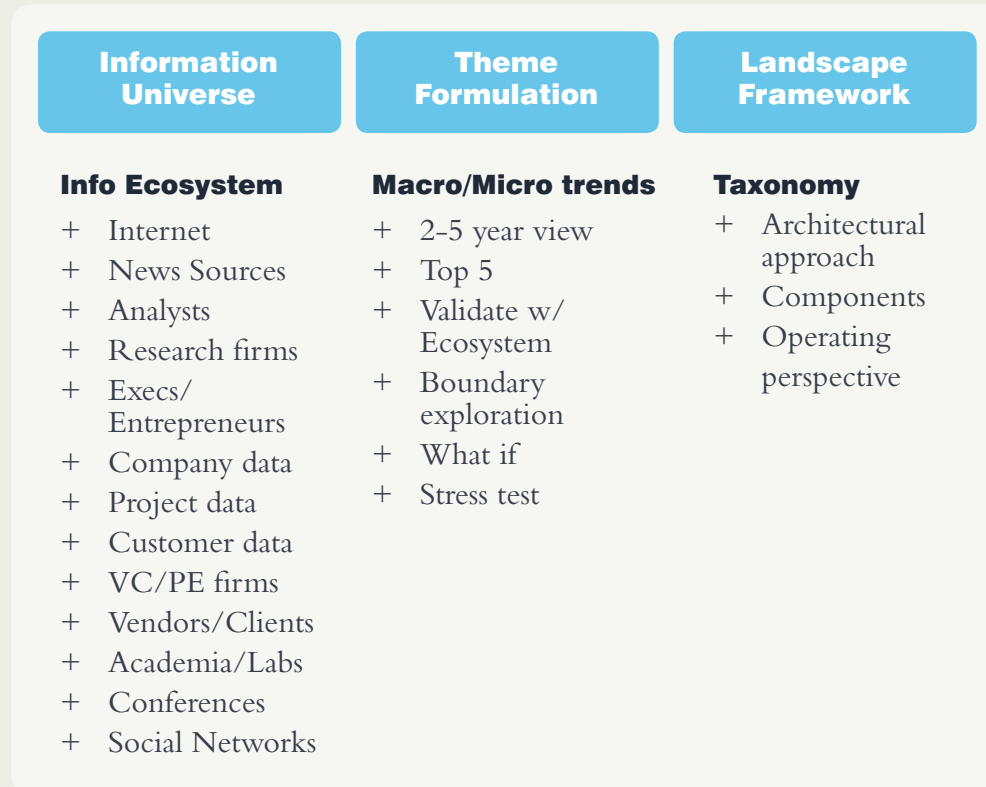 Information
Universe
Info Ecosystem
+ Internet
+ News Sources
+ Analysts
+ Research firms
+ Execs/
Entrepreneurs
+ Company data
+ Project data
+ Customer data
+ VC/PE firms
+ Vendors/Clients
+ Academia/Labs
+ Conferences
+ Social Networks
Theme
Formulation
Macro/Micro trends
+ 2-5 year view
+ Top 5
+ Validate w/
Ecosystem
+ Boundary
exploration
+ What if
+ Stress test
Landscape
Framework
Taxonomy
+ Architectural
approach
+ Components
+ Operating
perspective